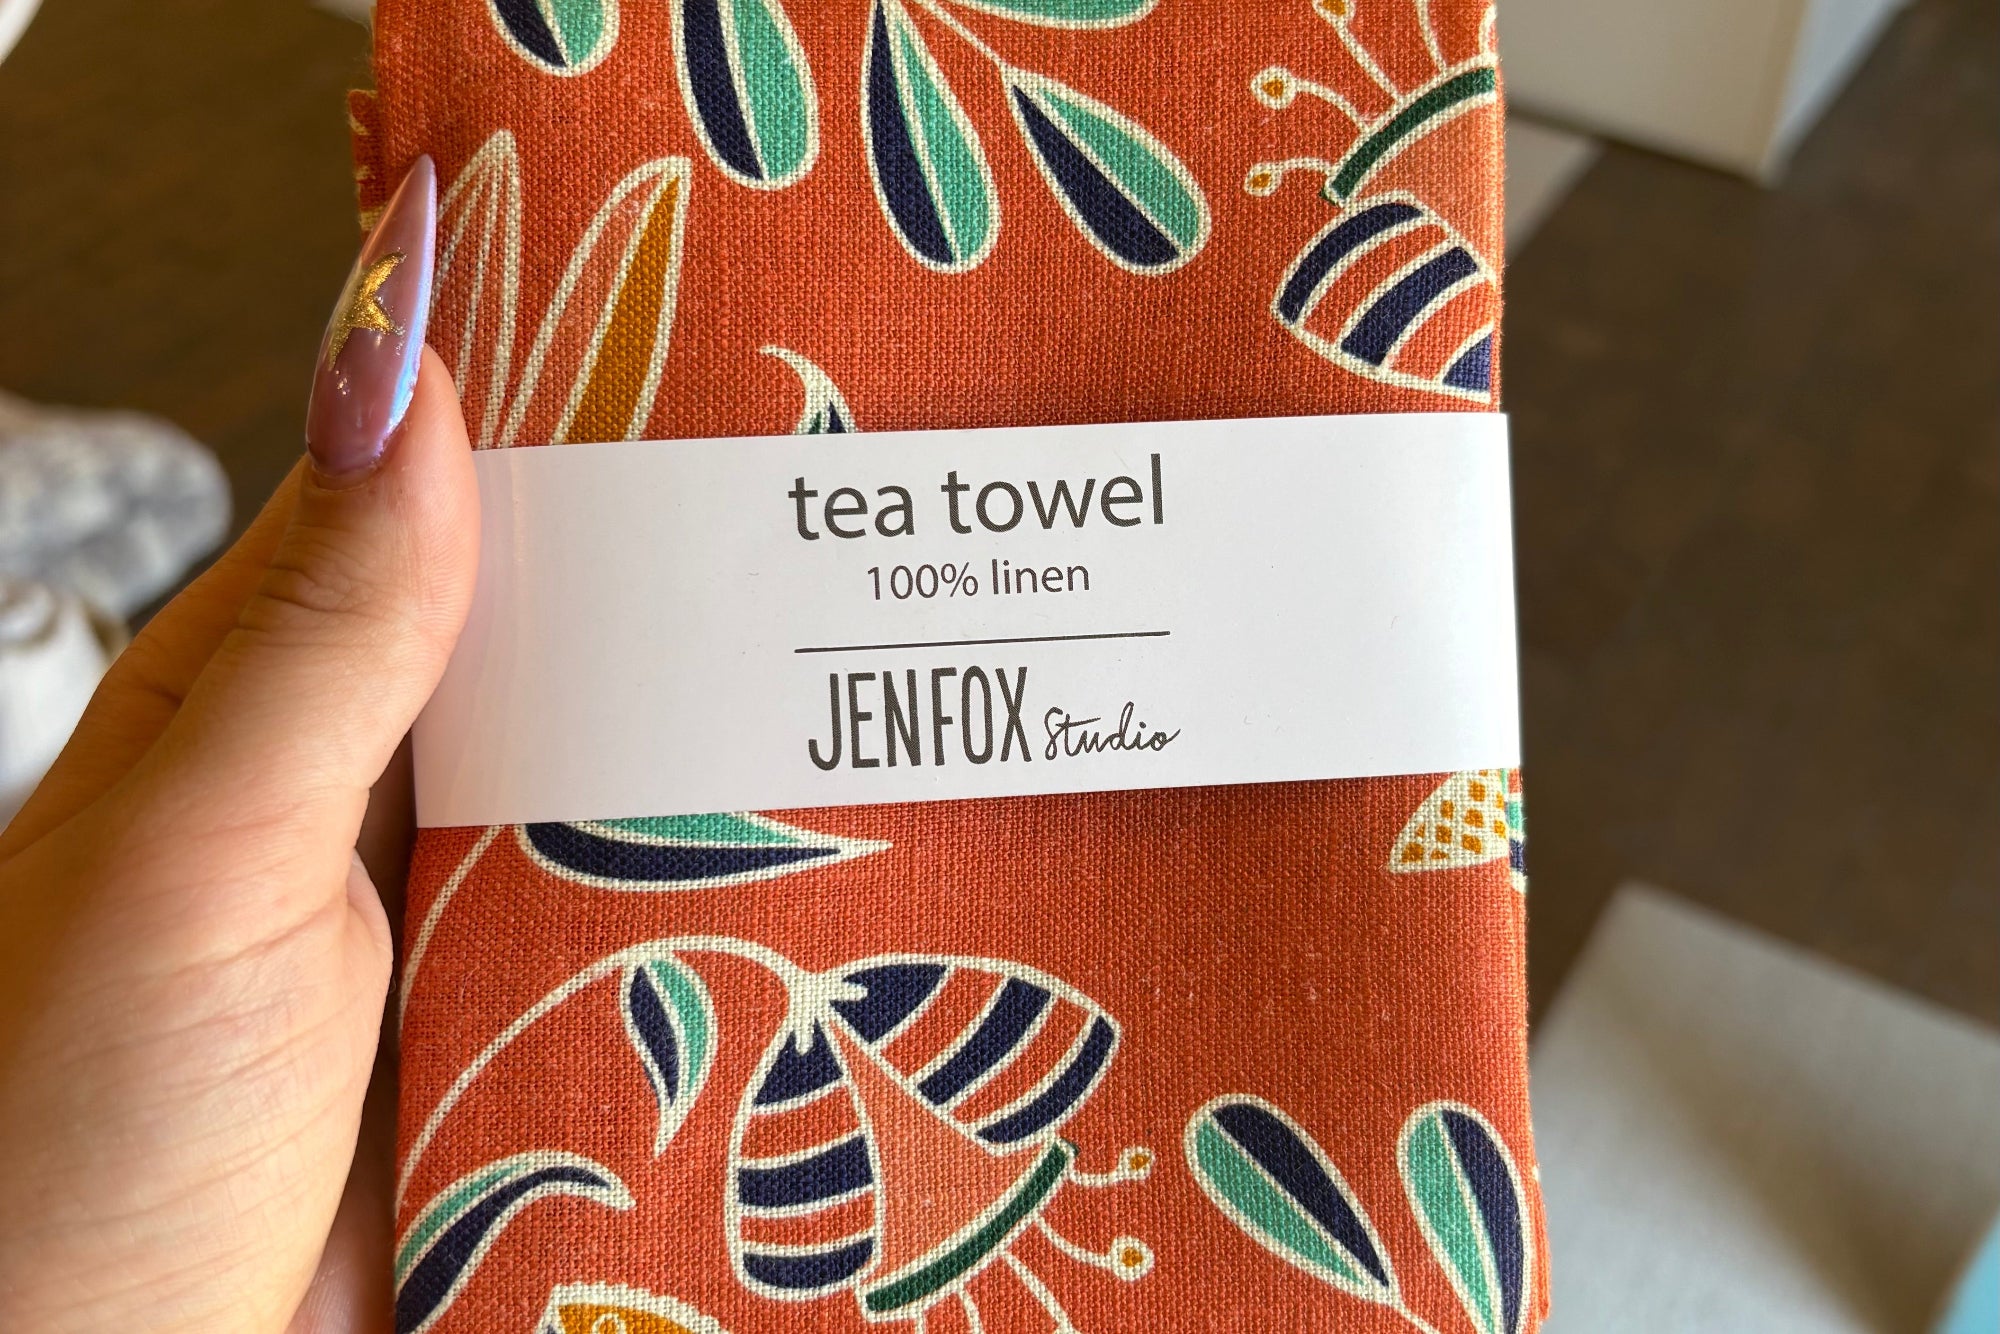 tea towel
100% linen
JENFOX Studio